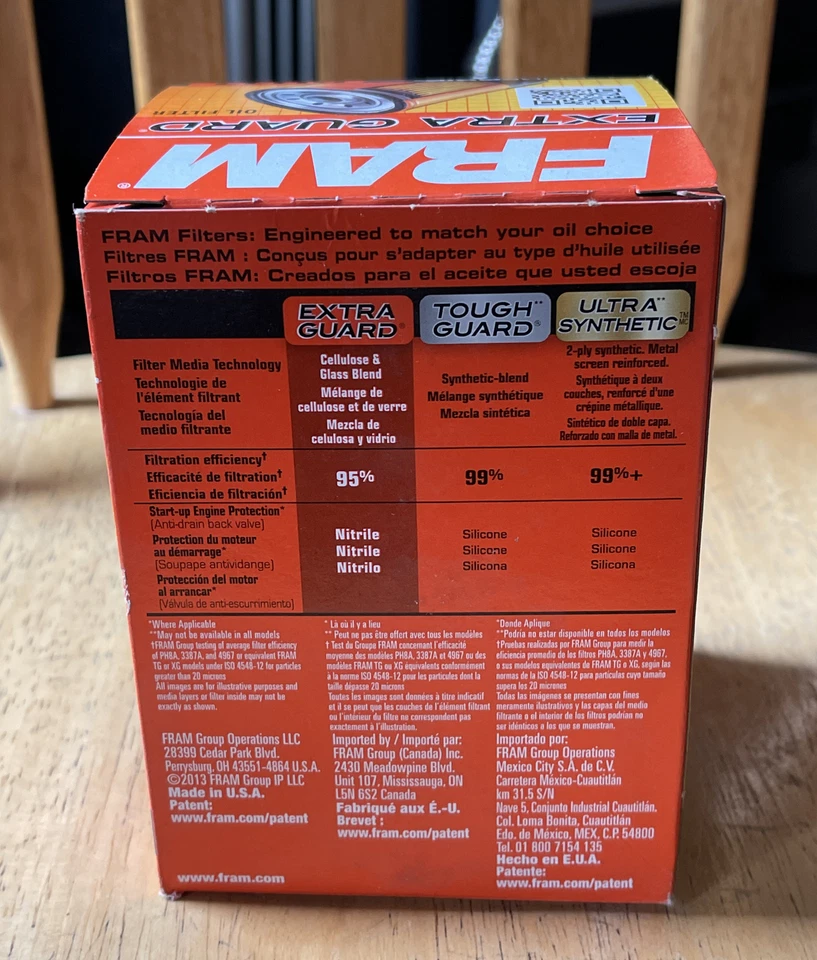 OIL FILTER
EXTRA GUARD®
FRAM®
FRAM Filters: Engineered to match your oil choice
Filtres FRAM : Conçus pour s'adapter au type d'huile utilisée
Filtros FRAM: Creados para el aceite que usted escoja
EXTRA GUARD®
TOUGH** GUARD®
ULTRA** SYNTHETIC™ MC
Filter Media Technology
Technologie de
l'élément filtrant
Tecnología del
medio filtrante
Cellulose &
Glass Blend
Mélange de
cellulose et de verre
Mezcla de
celulosa y vidrio
Synthetic-blend
Mélange synthétique
Mezcla sintética
2-ply synthetic. Metal
screen reinforced.
Synthétique à deux
couches, renforcé d'une
crépine métallique.
Sintético de doble capa.
Reforzado con malla de metal.
Filtration efficiency†
Efficacité de filtration†
Eficiencia de filtración†
95%
99%
99%+
Start-up Engine Protection*
(Anti-drain back valve)
Protection du moteur
au démarrage*
(Soupape antividange)
Protección del motor
al arrancar*
(Válvula de anti-escurrimiento)
Nitrile
Nitrile
Nitrilo
Silicone
Silicone
Silicona
Silicone
Silicone
Silicona
*Where Applicable
**May not be available in all models
†FRAM Group testing of average filter efficiency
of PH8A, 3387A, and 4967 or equivalent FRAM
TG or XG models under ISO 4548-12 for particles
greater than 20 microns
All images are for illustrative purposes and
media layers or filter inside may not be
exactly as shown.
* Là où il y a lieu
** Peut ne pas être offert avec tous les modèles
† Test du Groupe FRAM concernant l'efficacité
moyenne des modèles PH8A, 3387A et 4967 ou des
modèles FRAM TG ou XG équivalents conformément
à la norme ISO 4548-12 pour les particules dont la
taille dépasse 20 microns
Toutes les images sont données à titre indicatif
et il se peut que les couches de l'élément filtrant
ou l'intérieur du filtre ne correspondent pas
exactement à l'illustration.
*Donde Aplique
**Podría no estar disponible en todos los modelos
†Pruebas realizadas por FRAM Group para medir la
eficiencia promedio de los filtros PH8A, 3387A y 4967,
o sus modelos equivalentes de FRAM TG o XG, según las
normas de la ISO 4548-12 para partículas cuyo tamaño
supera los 20 micrones
Todas las imágenes se presentan con fines
meramente ilustrativos y las capas del medio
filtrante o el interior de los filtros podrían no
ser idénticos a los que se muestran.
FRAM Group Operations LLC
28399 Cedar Park Blvd.
Perrysburg, OH 43551-4864 U.S.A.
©2013 FRAM Group IP LLC
Made in U.S.A.
Patent:
www.fram.com/patent
www.fram.com
Imported by / Importé par:
FRAM Group (Canada) Inc.
2430 Meadowpine Blvd.
Unit 107, Mississauga, ON
L5N 6S2 Canada
Fabriqué aux É.-U.
Brevet :
www.fram.com/patent
Importado por:
FRAM Group Operations
Mexico City S.A. de C.V.
Carretera México-Cuautitlán
km 31.5 S/N
Nave 5, Conjunto Industrial Cuautitlán,
Col. Loma Bonita, Cuautitlán
Edo. de México, MEX, C.P. 54800
Tel. 01 800 7154 135
Hecho en E.U.A.
Patente:
www.fram.com/patent